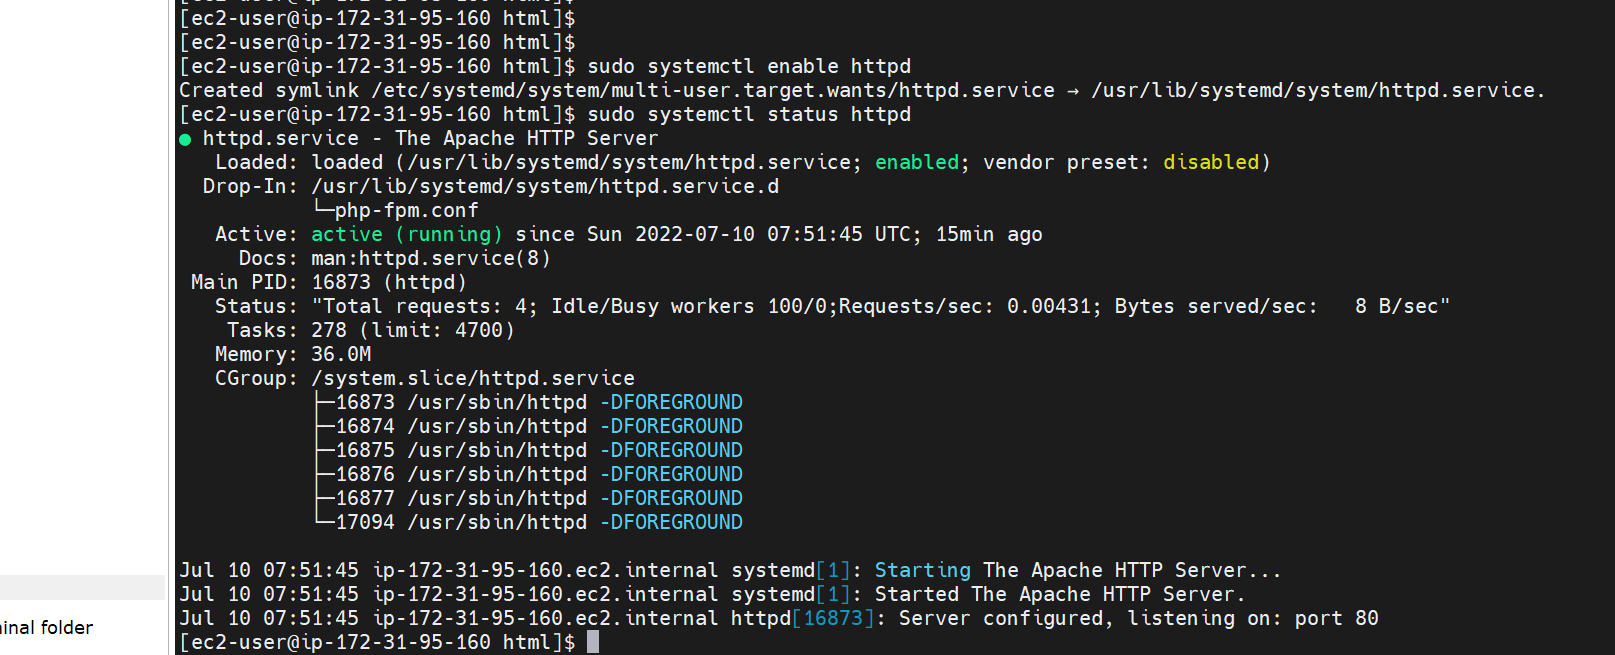 [ec2-user@ip-172-31-95-160 html]$
[ec2-user@ip-172-31-95-160 html]$
[ec2-user@ip-172-31-95-160 html]$ sudo systemctl enable httpd
Created symlink /etc/systemd/system/multi-user.target.wants/httpd.service → /usr/lib/systemd/system/httpd.service.
[ec2-user@ip-172-31-95-160 html]$ sudo systemctl status httpd
● httpd.service - The Apache HTTP Server
   Loaded: loaded (/usr/lib/systemd/system/httpd.service; enabled; vendor preset: disabled)
  Drop-In: /usr/lib/systemd/system/httpd.service.d
           └─php-fpm.conf
   Active: active (running) since Sun 2022-07-10 07:51:45 UTC; 15min ago
     Docs: man:httpd.service(8)
 Main PID: 16873 (httpd)
   Status: "Total requests: 4; Idle/Busy workers 100/0;Requests/sec: 0.00431; Bytes served/sec:   8 B/sec"
    Tasks: 278 (limit: 4700)
   Memory: 36.0M
   CGroup: /system.slice/httpd.service
           ├─16873 /usr/sbin/httpd -DFOREGROUND
           ├─16874 /usr/sbin/httpd -DFOREGROUND
           ├─16875 /usr/sbin/httpd -DFOREGROUND
           ├─16876 /usr/sbin/httpd -DFOREGROUND
           ├─16877 /usr/sbin/httpd -DFOREGROUND
           └─17094 /usr/sbin/httpd -DFOREGROUND
Jul 10 07:51:45 ip-172-31-95-160.ec2.internal systemd[1]: Starting The Apache HTTP Server...
Jul 10 07:51:45 ip-172-31-95-160.ec2.internal systemd[1]: Started The Apache HTTP Server.
Jul 10 07:51:45 ip-172-31-95-160.ec2.internal httpd[16873]: Server configured, listening on: port 80
[ec2-user@ip-172-31-95-160 html]$
inal folder